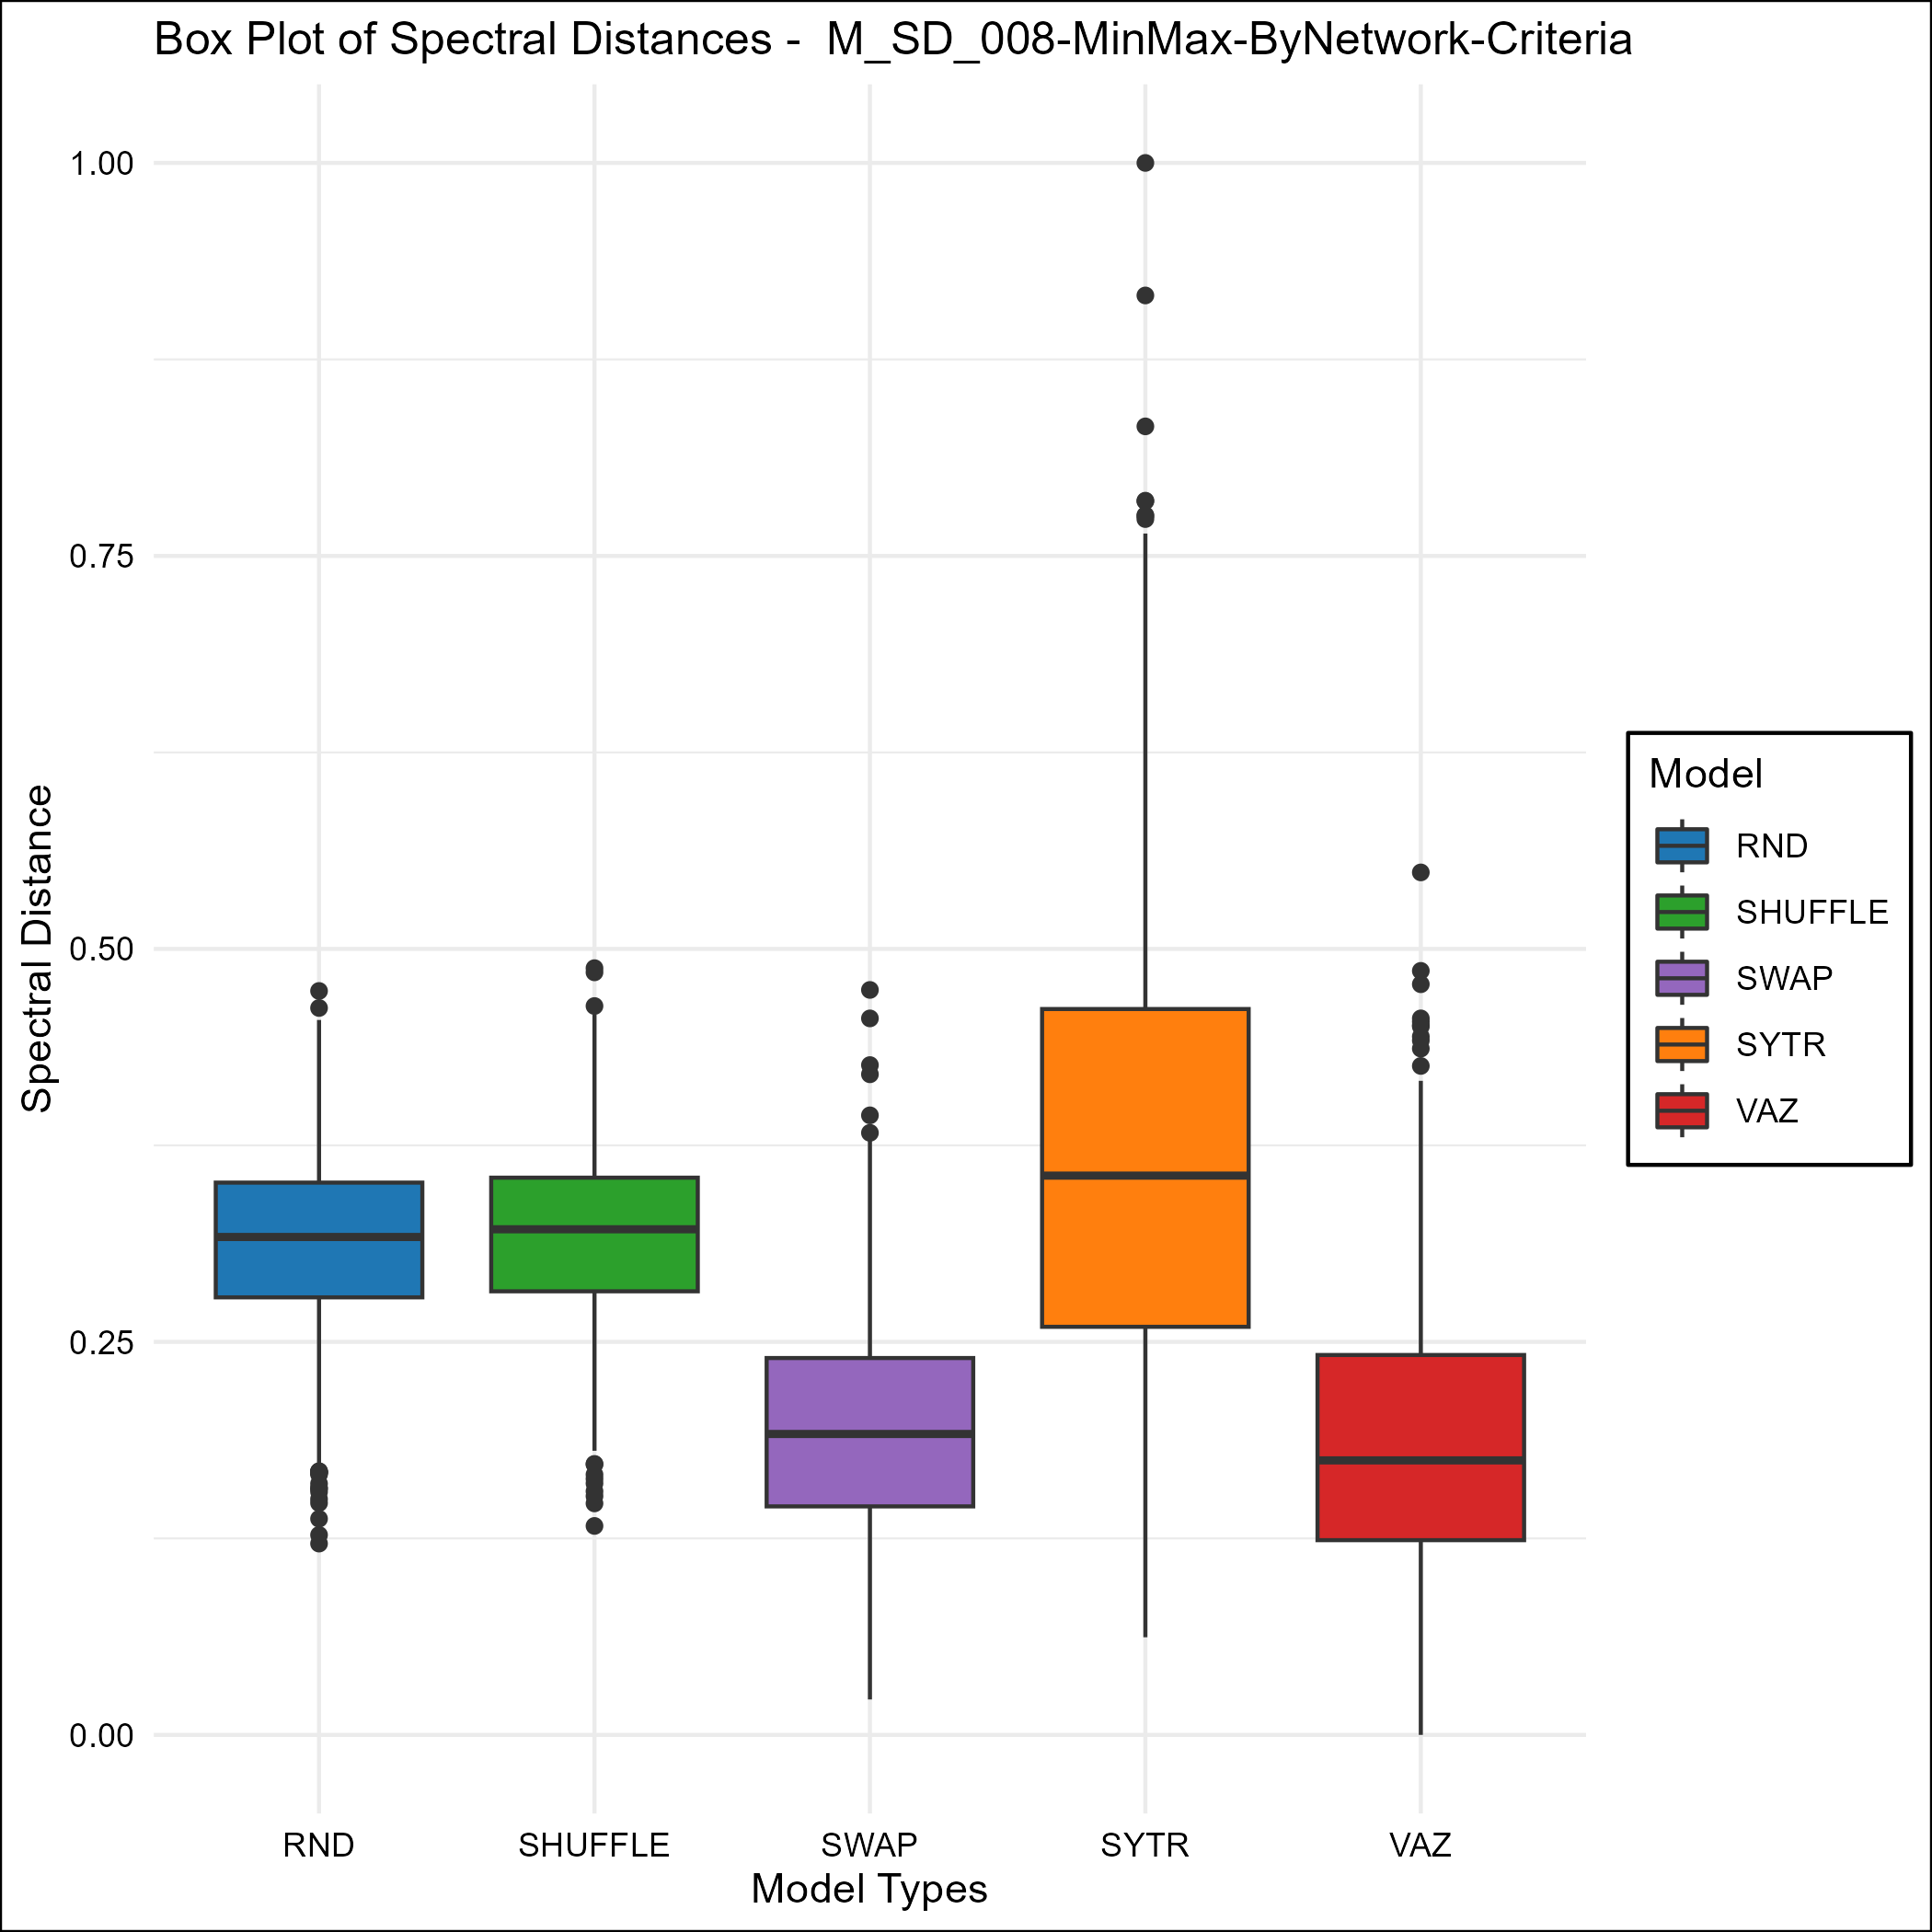 Box Plot of Spectral Distances -  M_SD_008-MinMax-ByNetwork-Criteria
Spectral Distance
1.00
0.75
0.50
0.25
0.00
RND
SHUFFLE
SWAP
SYTR
VAZ
Model Types
Model
RND
SHUFFLE
SWAP
SYTR
VAZ